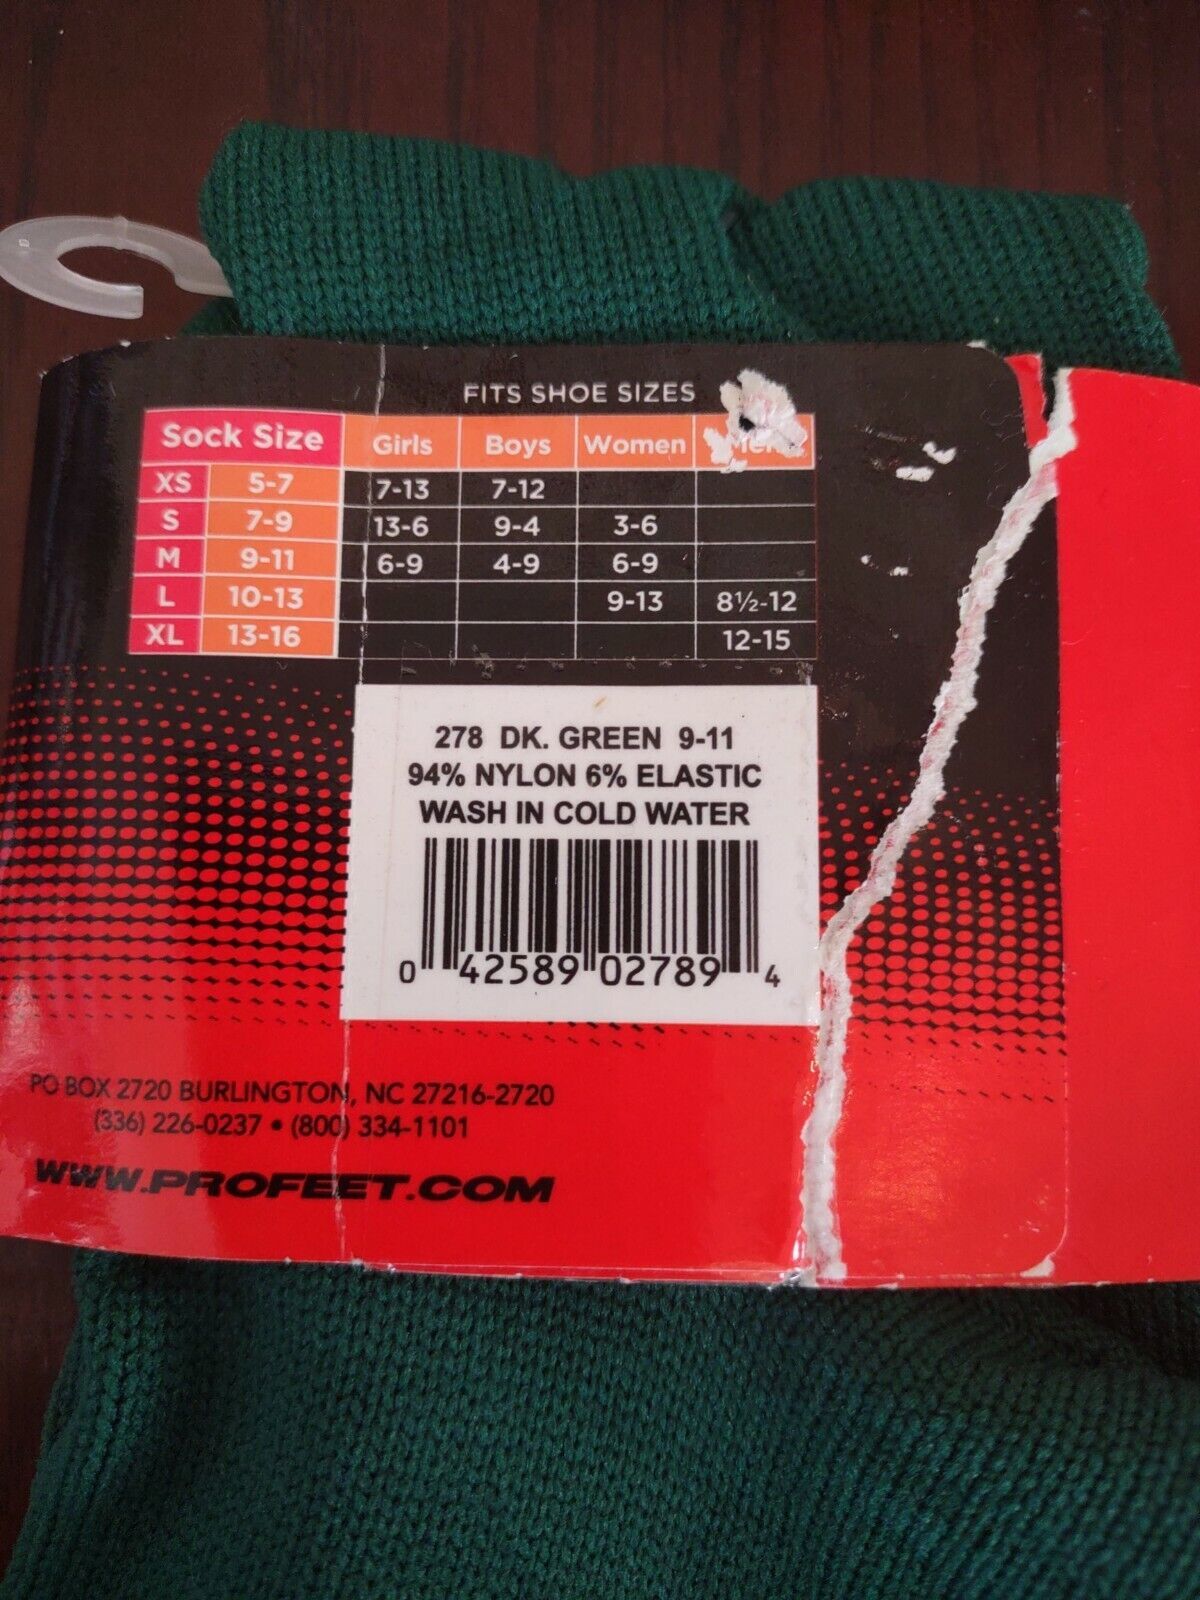 FITS SHOE SIZES
Sock Size Girls Boys Women
XS 5-7 7-13 7-12
S 7-9 13-6 9-4 3-6
M 9-11 6-9 4-9 6-9
L 10-13 9-13 8½-12
XL 13-16 12-15
278 DK. GREEN 9-11
94% NYLON 6% ELASTIC
WASH IN COLD WATER
0 42589 02789 4
PO BOX 2720 BURLINGTON, NC 27216-2720
(336) 226-0237 • (800) 334-1101
WWW.PROFEET.COM